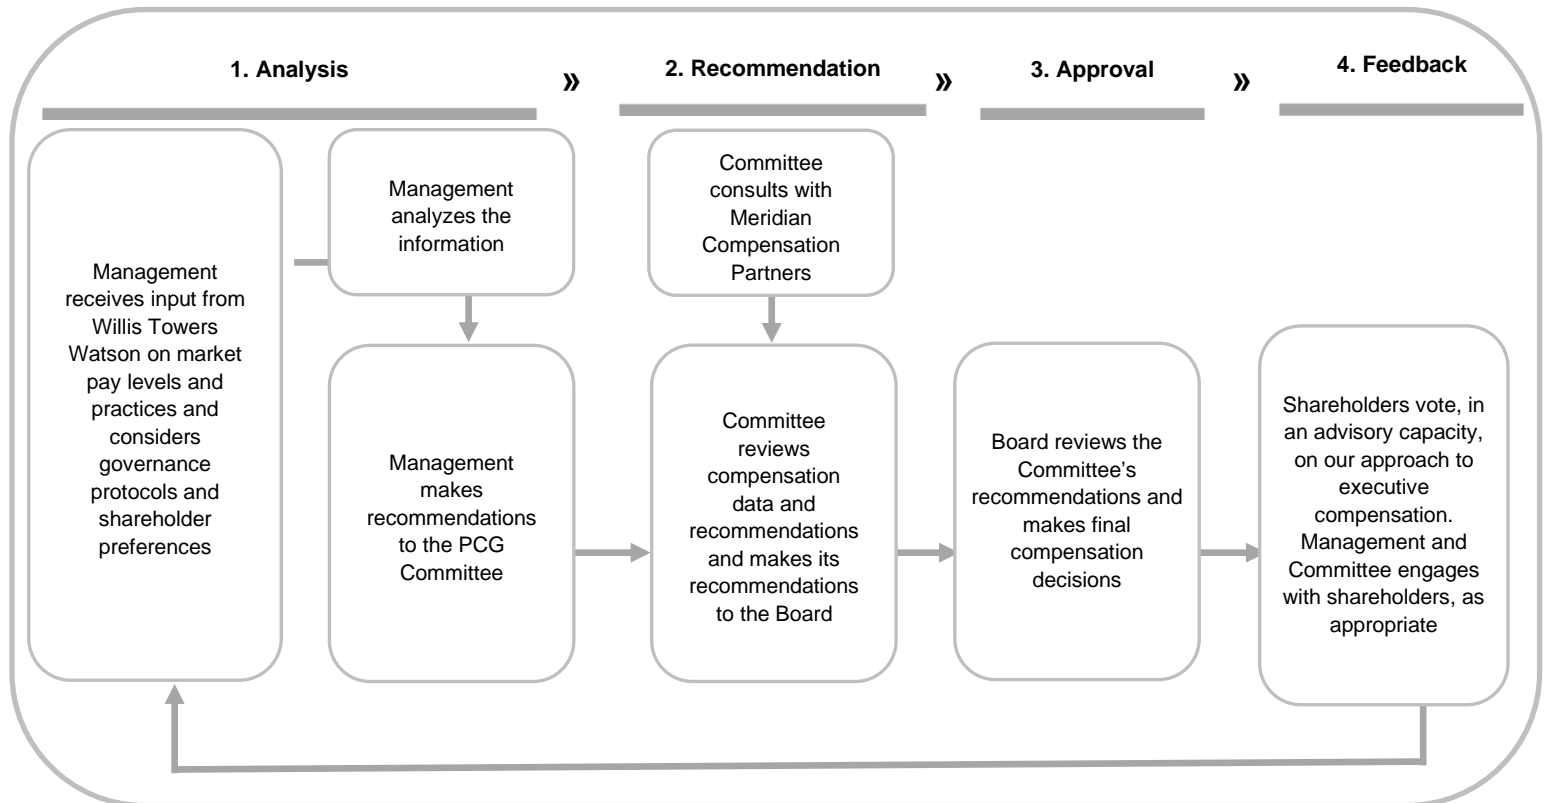 1. Analysis
»
2. Recommendation
»
3. Approval
»
4. Feedback
Management
receives input from
Willis Towers
Watson on market
pay levels and
practices and
considers
governance
protocols and
shareholder
preferences
Management
analyzes the
information
Management
makes
recommendations
to the PCG
Committee
Committee
consults with
Meridian
Compensation
Partners
Committee
reviews
compensation
data and
recommendations
and makes its
recommendations
to the Board
Board reviews the
Committee’s
recommendations and
makes final
compensation
decisions
Shareholders vote, in
an advisory capacity,
on our approach to
executive
compensation.
Management and
Committee engages
with shareholders, as
appropriate